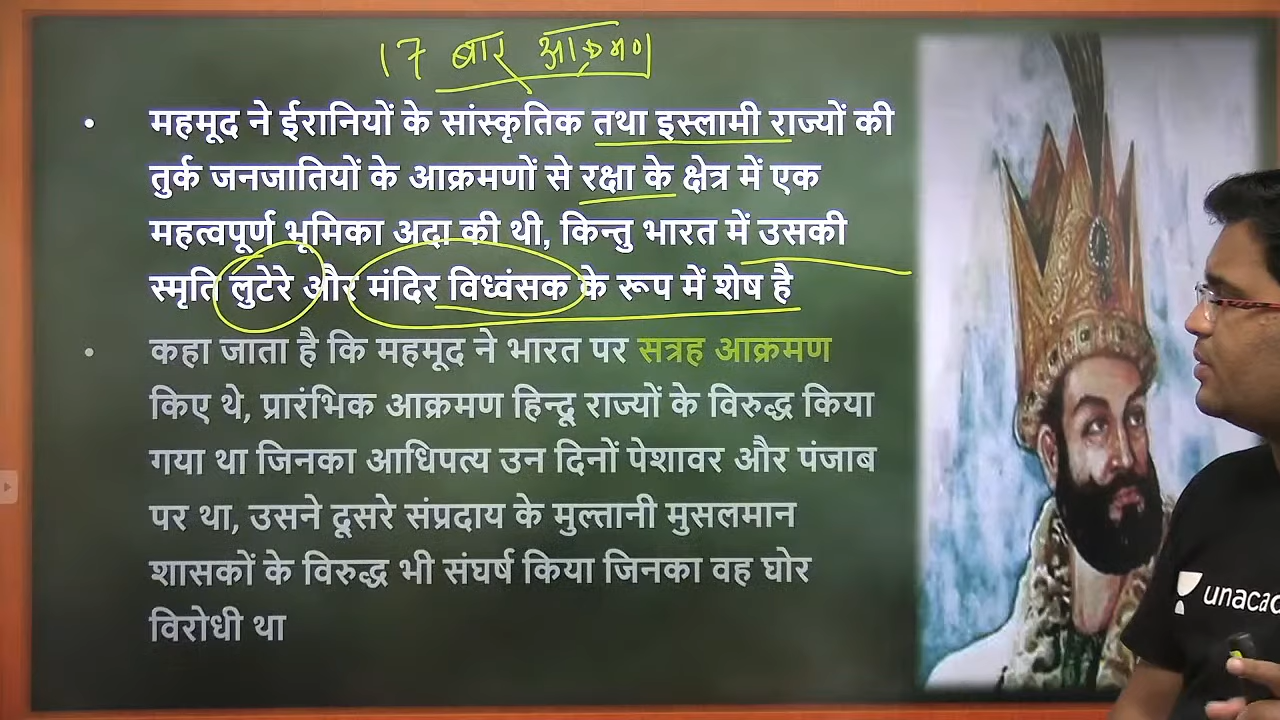 17 बार आक्रमण
• महमूद ने ईरानियों के सांस्कृतिक तथा इस्लामी राज्यों की
तुर्क जनजातियों के आक्रमणों से रक्षा के क्षेत्र में एक
महत्वपूर्ण भूमिका अदा की थी, किन्तु भारत में उसकी
स्मृति लुटेरे और मंदिर विध्वंसक के रूप में शेष है
• कहा जाता है कि महमूद ने भारत पर सत्रह आक्रमण
किए थे, प्रारंभिक आक्रमण हिन्दू राज्यों के विरुद्ध किया
गया था जिनका आधिपत्य उन दिनों पेशावर और पंजाब
पर था, उसने दूसरे संप्रदाय के मुल्तानी मुसलमान
शासकों के विरुद्ध भी संघर्ष किया जिनका वह घोर
विरोधी था
unacad